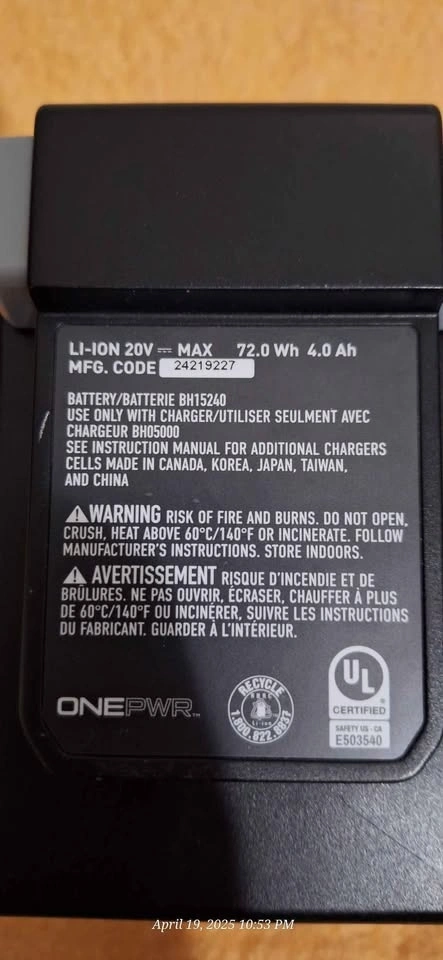 LI-ION 20V ⎓ MAX 72.0 Wh 4.0 Ah
MFG. CODE 24219227
BATTERY/BATTERIE BH15240
USE ONLY WITH CHARGER/UTILISER SEULMENT AVEC
CHARGEUR BH05000
SEE INSTRUCTION MANUAL FOR ADDITIONAL CHARGERS
CELLS MADE IN CANADA, KOREA, JAPAN, TAIWAN,
AND CHINA
WARNING RISK OF FIRE AND BURNS. DO NOT OPEN,
CRUSH, HEAT ABOVE 60°C/140°F OR INCINERATE. FOLLOW
MANUFACTURER'S INSTRUCTIONS. STORE INDOORS.
AVERTISSEMENT RISQUE D'INCENDIE ET DE
BRÛLURES. NE PAS OUVRIR, ÉCRASER, CHAUFFER À PLUS
DE 60°C/140°F OU INCINÉRER, SUIVRE LES INSTRUCTIONS
DU FABRICANT. GUARDER À L'INTÉRIEUR.
ONEPWR™
RECYCLE
RBRC
Li-ion
1.800.822.8837
UL®
CERTIFIED
SAFETY US - CA
E503540
April 19, 2025 10:53 PM